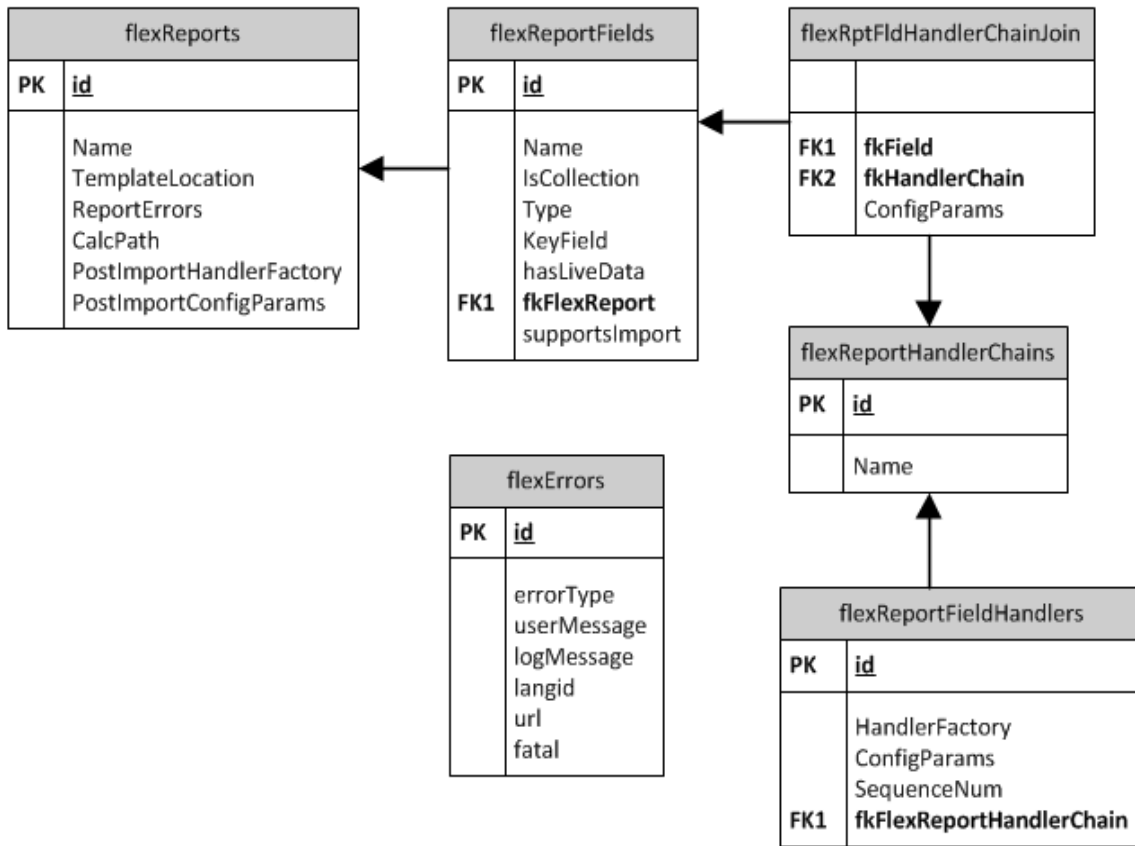 flexReports
PK id
Name
TemplateLocation
ReportErrors
CalcPath
PostImportHandlerFactory
PostImportConfigParams
flexReportFields
PK id
Name
IsCollection
Type
KeyField
hasLiveData
FK1 fkFlexReport
supportsImport
flexRptFldHandlerChainJoin
FK1 fkField
FK2 fkHandlerChain
ConfigParams
flexReportHandlerChains
PK id
Name
flexErrors
PK id
errorType
userMessage
logMessage
langid
url
fatal
flexReportFieldHandlers
PK id
HandlerFactory
ConfigParams
SequenceNum
FK1 fkFlexReportHandlerChain